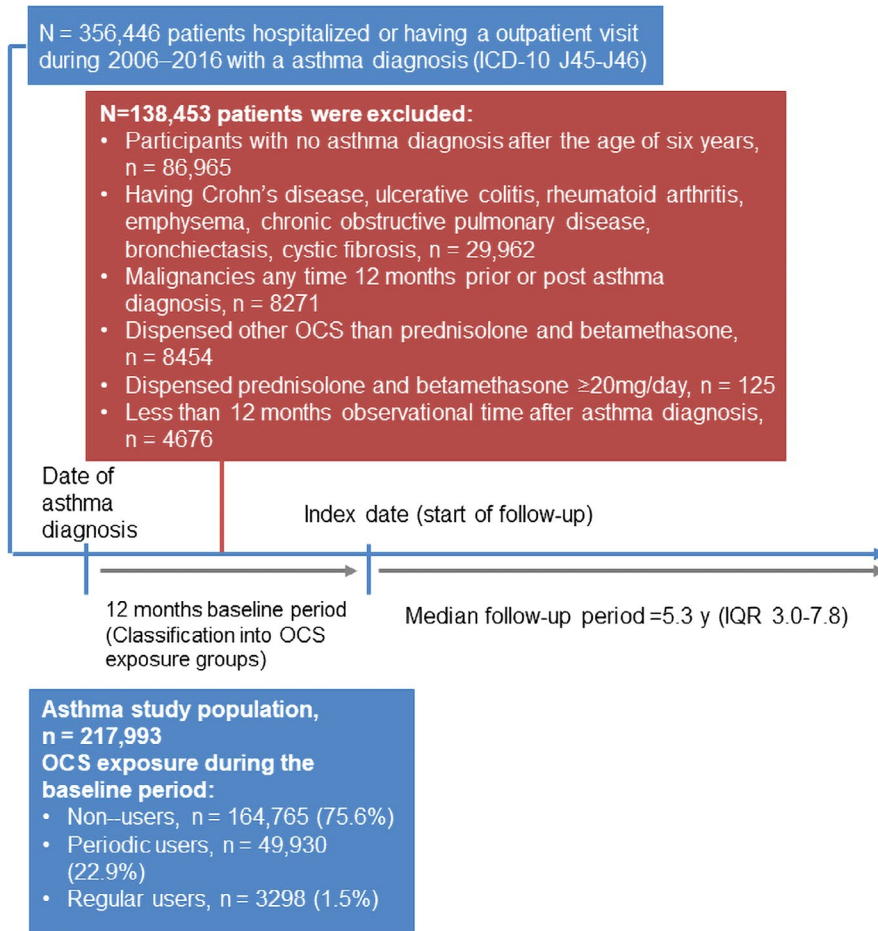 N = 356,446 patients hospitalized or having a outpatient visit
during 2006–2016 with a asthma diagnosis (ICD-10 J45-J46)
N=138,453 patients were excluded:
• Participants with no asthma diagnosis after the age of six years,
n = 86,965
• Having Crohn's disease, ulcerative colitis, rheumatoid arthritis,
emphysema, chronic obstructive pulmonary disease,
bronchiectasis, cystic fibrosis, n = 29,962
• Malignancies any time 12 months prior or post asthma
diagnosis, n = 8271
• Dispensed other OCS than prednisolone and betamethasone,
n = 8454
• Dispensed prednisolone and betamethasone ≥20mg/day, n = 125
• Less than 12 months observational time after asthma diagnosis,
n = 4676
Date of
asthma
diagnosis
Index date (start of follow-up)
12 months baseline period
(Classification into OCS
exposure groups)
Median follow-up period =5.3 y (IQR 3.0-7.8)
Asthma study population,
n = 217,993
OCS exposure during the
baseline period:
• Non--users, n = 164,765 (75.6%)
• Periodic users, n = 49,930
(22.9%)
• Regular users, n = 3298 (1.5%)